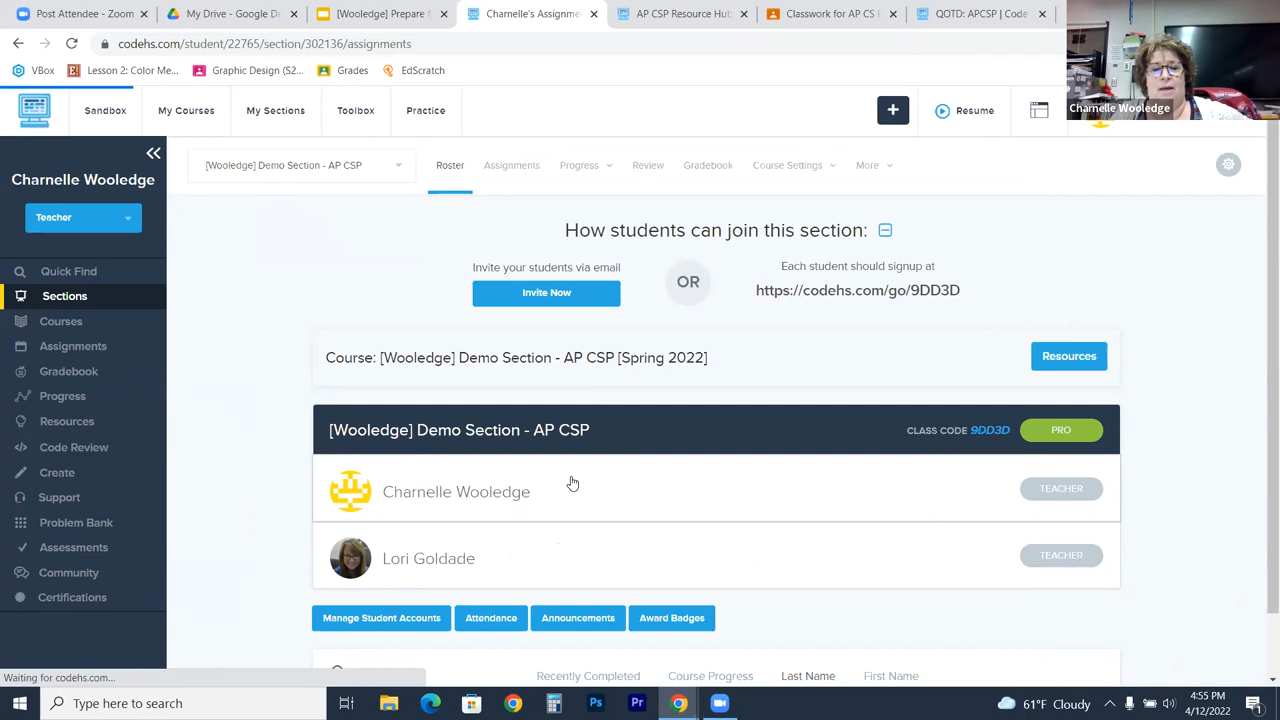 Post Attendee - Zoom
My Drive - Google D
[Wooledge] Prepare f
Charnelle's Assignme
AP CSP Resource Hub
Classwork for AP CS F
QOTD: APCSP | Code
codehs.com/student/22765/section/302136/assignments
VBox
Lesson 2: Color Me...
Graphic Design (S2...
Grades
EdScratch
Charnelle Wooledge
Sandbox
My Courses
My Sections
Toolbox
Practice
Resume
Charnelle Wooledge
Teacher
Quick Find
Sections
Courses
Assignments
Gradebook
Progress
Resources
Code Review
Create
Support
Problem Bank
Assessments
Community
Certifications
[Wooledge] Demo Section - AP CSP
Roster
Assignments
Progress
Review
Gradebook
Course Settings
More
How students can join this section:
Invite your students via email
Invite Now
OR
Each student should signup at
https://codehs.com/go/9DD3D
Course: [Wooledge] Demo Section - AP CSP [Spring 2022]
Resources
[Wooledge] Demo Section - AP CSP
CLASS CODE 9DD3D
PRO
Charnelle Wooledge
TEACHER
Lori Goldade
TEACHER
Manage Student Accounts
Attendance
Announcements
Award Badges
Recently Completed
Course Progress
Last Name
First Name
Waiting for codehs.com...
Type here to search
Ps
Pr
61°F Cloudy
4:55 PM
4/12/2022
1